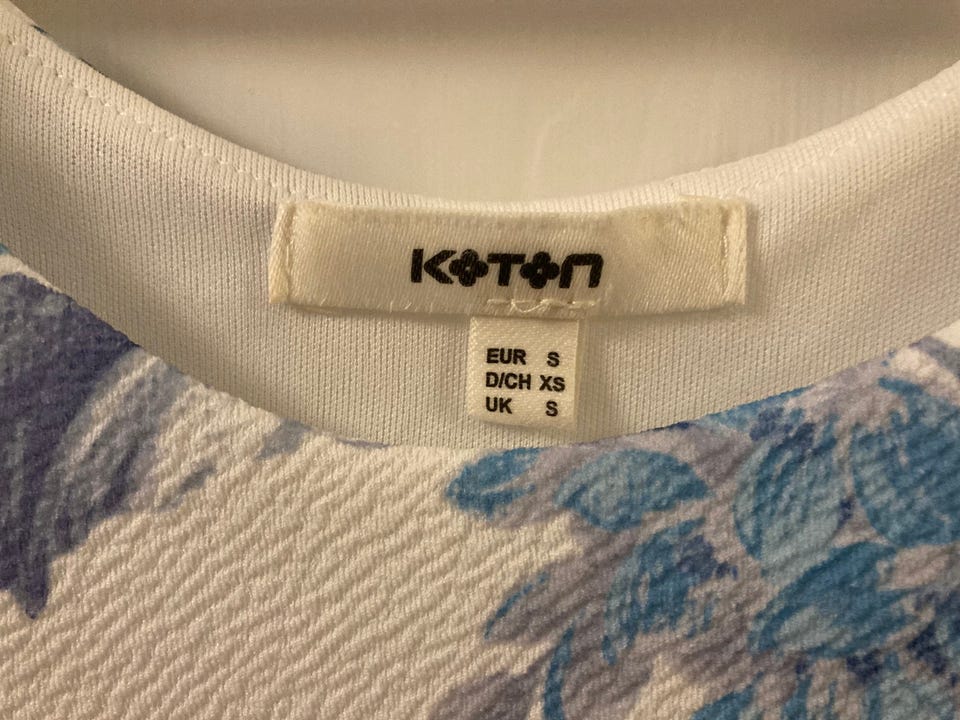 KOTON
EUR S
D/CH XS
UK S